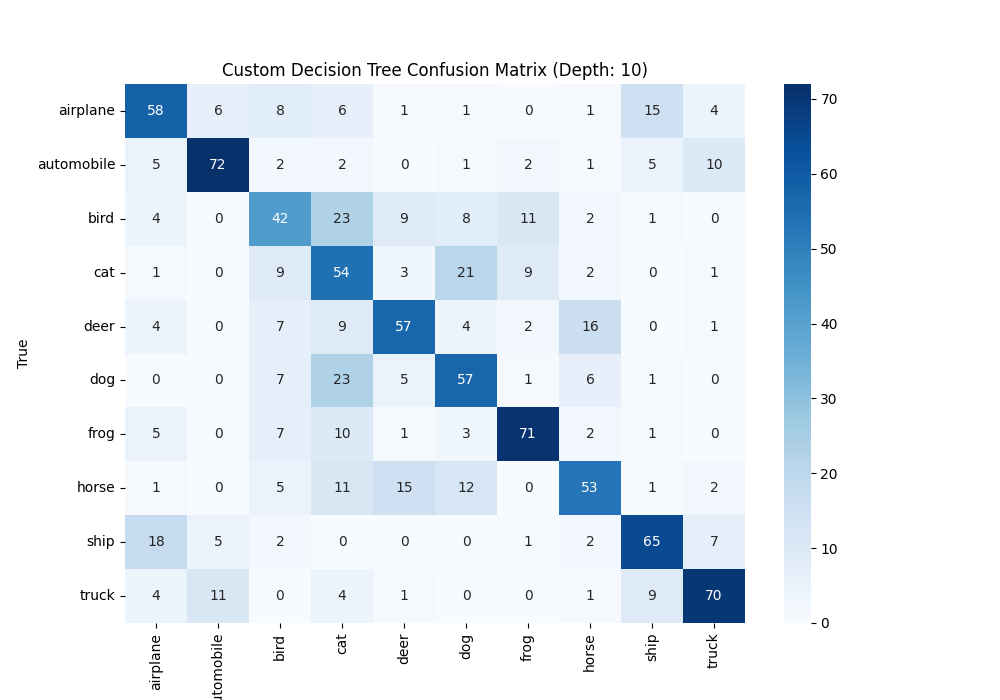 Custom Decision Tree Confusion Matrix (Depth: 10)
airplane 58 6 8 6 1 1 0 1 15 4
automobile 5 72 2 2 0 1 2 1 5 10
bird 4 0 42 23 9 8 11 2 1 0
cat 1 0 9 54 3 21 9 2 0 1
deer 4 0 7 9 57 4 2 16 0 1
dog 0 0 7 23 5 57 1 6 1 0
frog 5 0 7 10 1 3 71 2 1 0
horse 1 0 5 11 15 12 0 53 1 2
ship 18 5 2 0 0 0 1 2 65 7
truck 4 11 0 4 1 0 0 1 9 70
True
airplane
utomobile
bird
cat
deer
dog
frog
horse
ship
truck
70
60
50
40
30
20
10
0